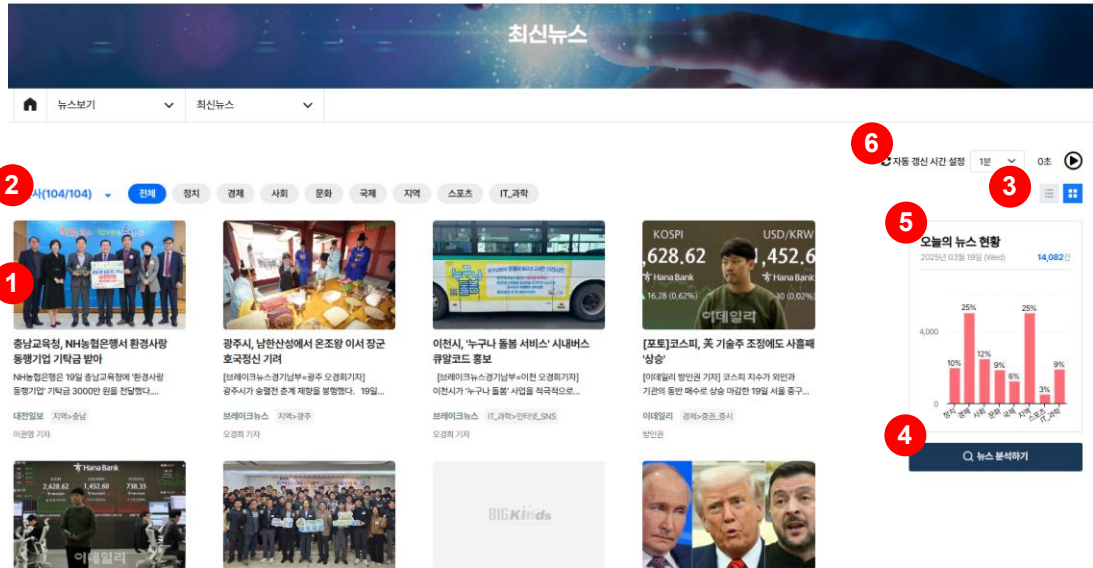 최신뉴스
뉴스보기
최신뉴스
6
자동 갱신 시간 설정 1분 0초
2
사(104/104) 전체 정치 경제 사회 문화 국제 지역 스포츠 IT_과학
3
1
충남교육청, NH농협은행서 환경사랑
동행기업 기탁금 받아
NH농협은행은 19일 충남교육청에 '환경사랑
동행기업' 기탁금 3000만 원을 전달했다....
대전일보 지역>충남
이권영 기자
광주시, 남한산성에서 온조왕 이서 장군
호국정신 기려
[브레이크뉴스경기남부=광주 오경희기자]
광주시가 숭열전 춘계 제향을 봉행했다. 19일...
브레이크뉴스 지역>광주
오경희 기자
누구나
돌봄
이천시, '누구나 돌봄 서비스' 시내버스
큐알코드 홍보
[브레이크뉴스경기남부=이천 오경희기자]
이천시가 '누구나 돌봄' 사업을 적극적으로...
브레이크뉴스 IT_과학>인터넷_SNS
오경희 기자
KOSPI USD/KRW
,628.62 1,452.6
Hana Bank Hana Bank
16.28 (0,62%)
이데일리
[포토]코스피, 美 기술주 조정에도 사흘째
'상승'
[이데일리 방인권 기자] 코스피 지수가 외인과
기관의 동반 매수로 상승 마감한 19일 서울 중구...
이데일리 경제>증권_증시
방인권
5
오늘의 뉴스 현황
2025년 03월 19일 (Wed) 14,082건
4,000
0
10% 25% 12% 9% 6% 25% 3% 9%
정치 경제 사회 문화 국제 지역 스포츠 IT_과학
4
뉴스 분석하기
Hana Bank
2,628.62 1,452.60 738.35
이데일리
BIGKinds